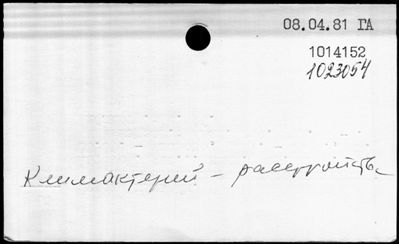 08.04.81 ГА
1014152
1023054
Климактерий - расстройства